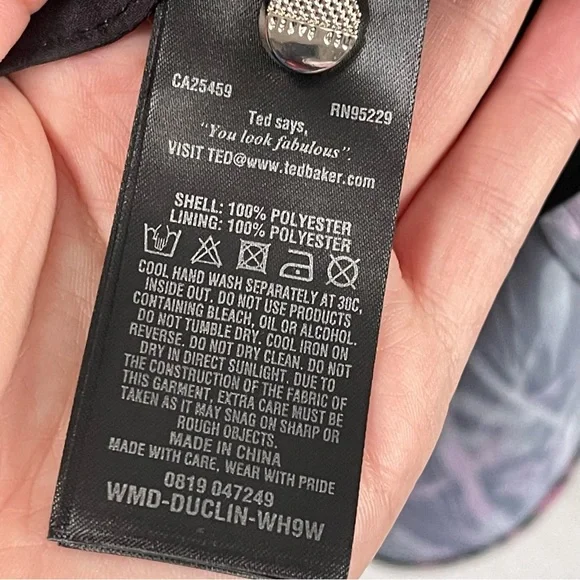 TED BAKER
CA25459
RN95229
Ted says,
"You look fabulous".
VISIT TED@www.tedbaker.com
SHELL: 100% POLYESTER
LINING: 100% POLYESTER
COOL HAND WASH SEPARATELY AT 30C,
INSIDE OUT. DO NOT USE PRODUCTS
CONTAINING BLEACH, OIL OR ALCOHOL.
DO NOT TUMBLE DRY. COOL IRON ON
REVERSE. DO NOT DRY CLEAN. DO NOT
DRY IN DIRECT SUNLIGHT. DUE TO
THE CONSTRUCTION OF THE FABRIC OF
THIS GARMENT, EXTRA CARE MUST BE
TAKEN AS IT MAY SNAG ON SHARP OR
ROUGH OBJECTS.
MADE IN CHINA
MADE WITH CARE, WEAR WITH PRIDE
0819 047249
WMD-DUCLIN-WH9W